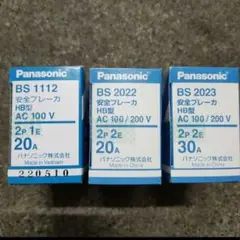 Panasonic
BS 1112
安全ブレーカ
HB型
AC 100 V
2P 1E
20A
パナソニック株式会社
Made in Vietnam
220510
Panasonic
BS 2022
安全ブレーカ
HB型
AC 100/200 V
2P 2E
20A
パナソニック株式会社
Made in China
Panasonic
BS 2023
安全ブレーカ
HB型
AC 100/200 V
2P 2E
30A
パナソニック株式会社
Made in China